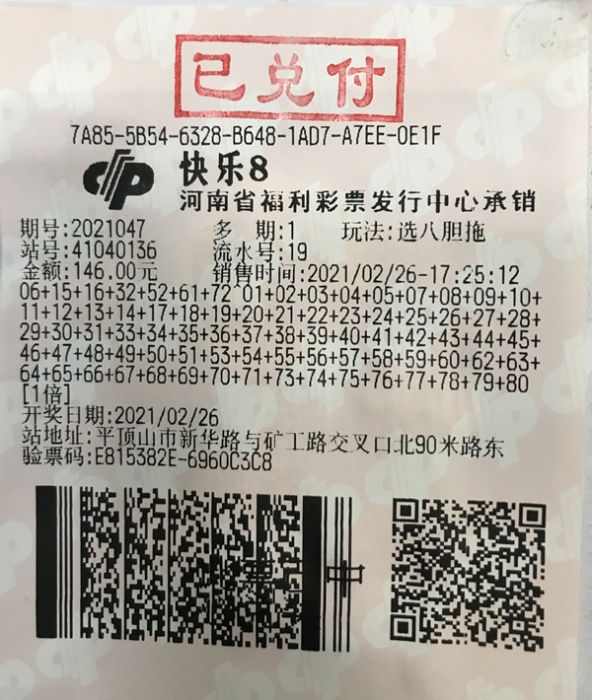 已兑付
7A85-5B54-6328-B648-1AD7-A7EE-0E1F
快乐8
河南省福利彩票发行中心承销
期号:2021047 多 期:1 玩法:选八胆拖
站号:41040136 流水号:19
金额:146.00元 销售时间:2021/02/26-17:25:12
06+15+16+32+52+61+72^01+02+03+04+05+07+08+09+10+
11+12+13+14+17+18+19+20+21+22+23+24+25+26+27+28+
29+30+31+33+34+35+36+37+38+39+40+41+42+43+44+45+
46+47+48+49+50+51+53+54+55+56+57+58+59+60+62+63+
64+65+66+67+68+69+70+71+73+74+75+76+77+78+79+80
[1倍]
开奖日期:2021/02/26
站地址:平顶山市新华路与矿工路交叉口北90米路东
验票码:E815382E-6960C3C8